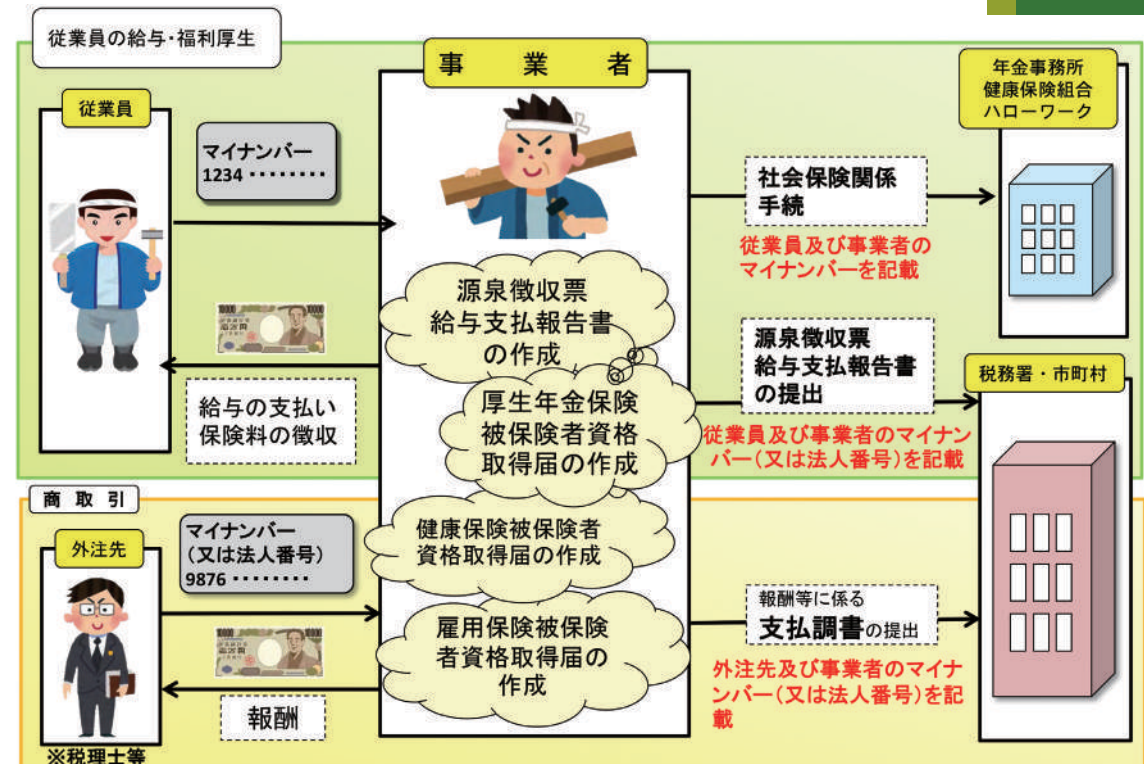 従業員の給与・福利厚生
従業員
マイナンバー
1234 ‥‥‥‥
給与の支払い
保険料の徴収
事業者
源泉徴収票
給与支払報告書
の作成
厚生年金保険
被保険者資格
取得届の作成
健康保険被保険者
資格取得届の作成
雇用保険被保険
者資格取得届の
作成
社会保険関係
手続
従業員及び事業者の
マイナンバーを記載
源泉徴収票
給与支払報告書
の提出
従業員及び事業者のマイナン
バー(又は法人番号)を記載
年金事務所
健康保険組合
ハローワーク
税務署・市町村
商取引
外注先
※税理士等
マイナンバー
(又は法人番号)
9876 ‥‥‥‥
報酬
報酬等に係る
支払調書の提出
外注先及び事業者のマイナ
ンバー(又は法人番号)を記
載